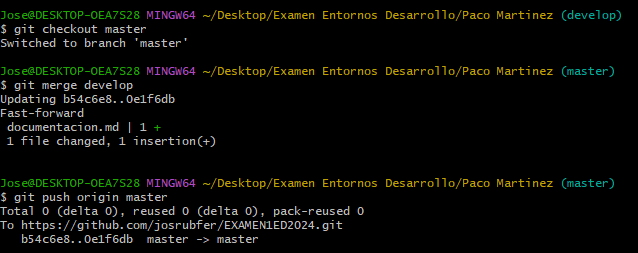 Jose@DESKTOP-OEA7S28 MINGW64 ~/Desktop/Examen Entornos Desarrollo/Paco Martinez (develop)
$ git checkout master
Switched to branch 'master'
Jose@DESKTOP-OEA7S28 MINGW64 ~/Desktop/Examen Entornos Desarrollo/Paco Martinez (master)
$ git merge develop
Updating b54c6e8..0e1f6db
Fast-forward
 documentacion.md | 1 +
 1 file changed, 1 insertion(+)
Jose@DESKTOP-OEA7S28 MINGW64 ~/Desktop/Examen Entornos Desarrollo/Paco Martinez (master)
$ git push origin master
Total 0 (delta 0), reused 0 (delta 0), pack-reused 0
To https://github.com/josrubfer/EXAMEN1ED2024.git
   b54c6e8..0e1f6db  master -> master